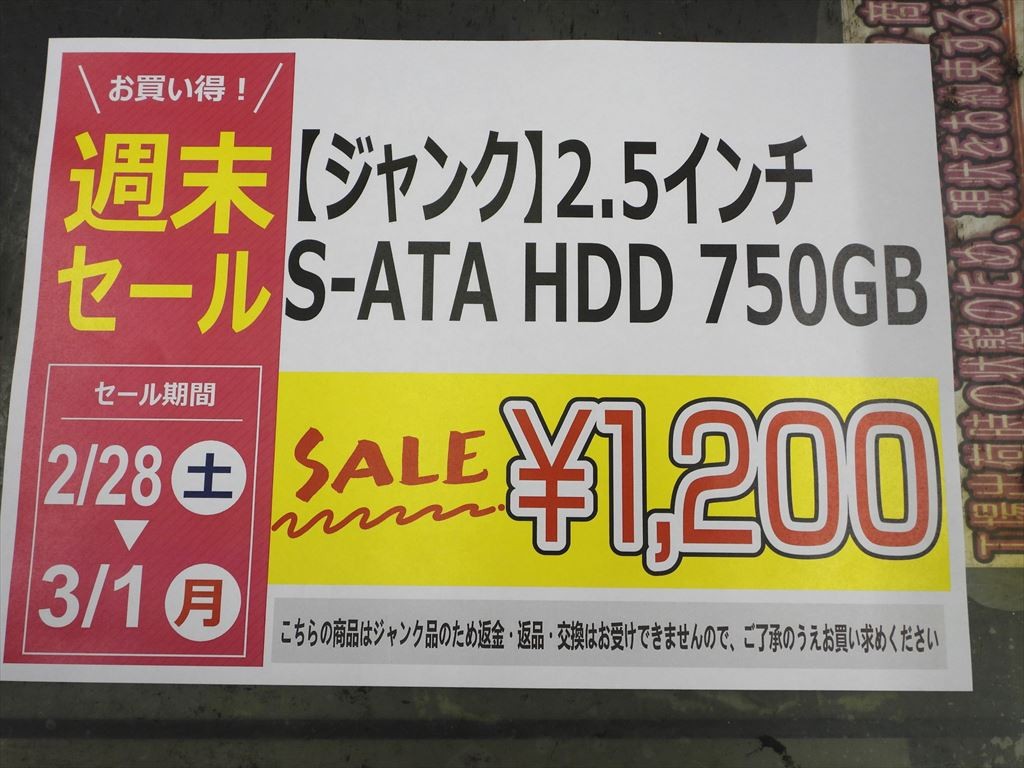 お買い得！
週末
セール
セール期間
2/28 土
▼
3/1 月
【ジャンク】2.5インチ
S-ATA HDD 750GB
SALE
¥1,200
こちらの商品はジャンク品のため返金・返品・交換はお受けできませんので、ご了承のうえお買い求めください